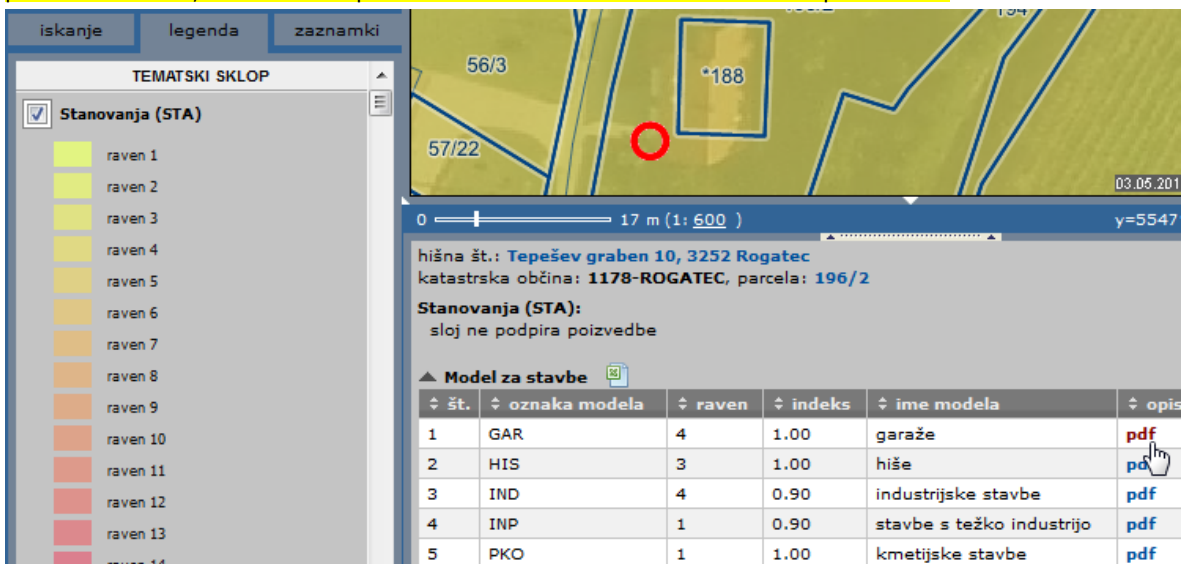 iskanje legenda zaznamki
TEMATSKI SKLOP
Stanovanja (STA)
raven 1
raven 2
raven 3
raven 4
raven 5
raven 6
raven 7
raven 8
raven 9
raven 10
raven 11
raven 12
raven 13
56/3
*188
194
57/22
03.05.201
0 17 m (1: 600 ) y=5547
hišna št.: Tepešev graben 10, 3252 Rogatec
katastrska občina: 1178-ROGATEC, parcela: 196/2
Stanovanja (STA):
sloj ne podpira poizvedbe
Model za stavbe
št. oznaka modela raven indeks ime modela opis
1 GAR 4 1.00 garaže pdf
2 HIS 3 1.00 hiše pdf
3 IND 4 0.90 industrijske stavbe pdf
4 INP 1 0.90 stavbe s težko industrijo pdf
5 PKO 1 1.00 kmetijske stavbe pdf